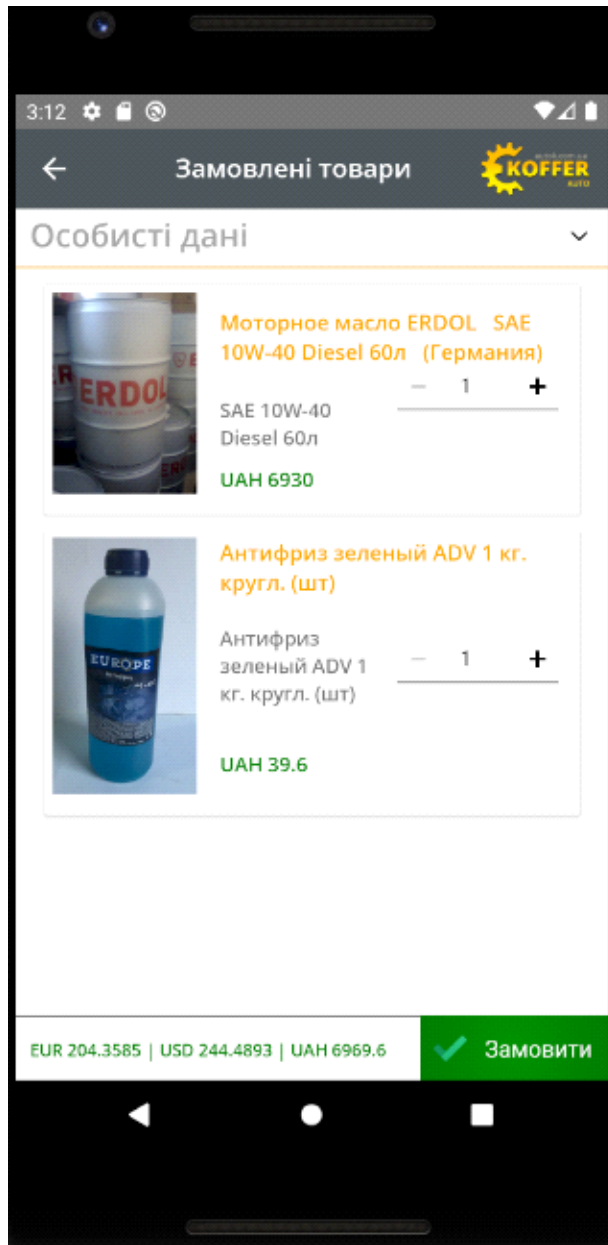 3:12
Замовлені товари
KOFFER
AUTO
Особисті дані
ERDOL
Моторное масло ERDOL SAE
10W-40 Diesel 60л (Германия)
− 1 +
SAE 10W-40
Diesel 60л
UAH 6930
EUROPE
Антифриз зеленый ADV 1 кг.
кругл. (шт)
Антифриз
зеленый ADV 1
кг. кругл. (шт)
− 1 +
UAH 39.6
EUR 204.3585 | USD 244.4893 | UAH 6969.6
Замовити